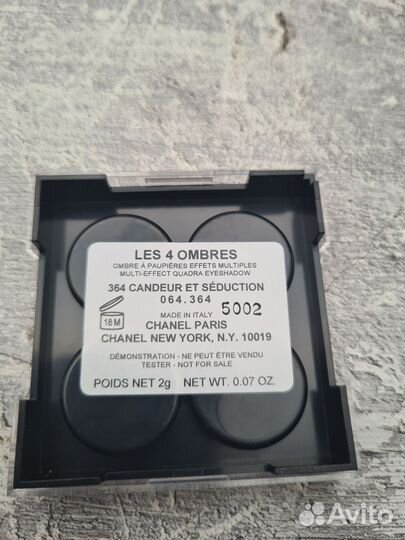 LES 4 OMBRES
OMBRE À PAUPIÈRES EFFETS MULTIPLES
MULTI-EFFECT QUADRA EYESHADOW
364 CANDEUR ET SÉDUCTION
064.364
5002
MADE IN ITALY
18 M
CHANEL PARIS
CHANEL NEW YORK, N.Y. 10019
DÉMONSTRATION - NE PEUT ÊTRE VENDU
TESTER - NOT FOR SALE
POIDS NET 2g NET WT. 0.07 OZ.
Avito